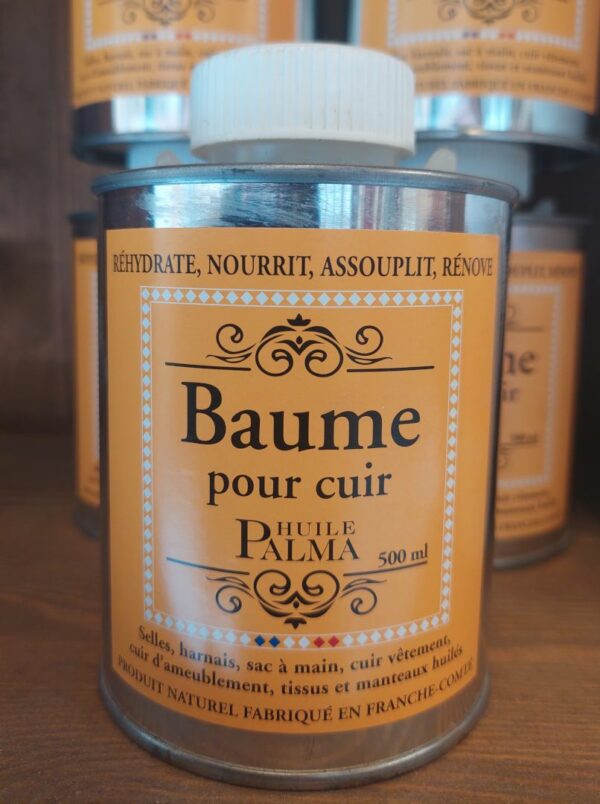 RÉHYDRATE, NOURRIT, ASSOUPLIT, RÉNOVE
Baume
pour cuir
HUILE
PALMA
500 ml
Selles, harnais, sac à main, cuir vêtement,
cuir d'ameublement, tissus et manteaux huilés
PRODUIT NATUREL FABRIQUÉ EN FRANCHE-COMTÉ